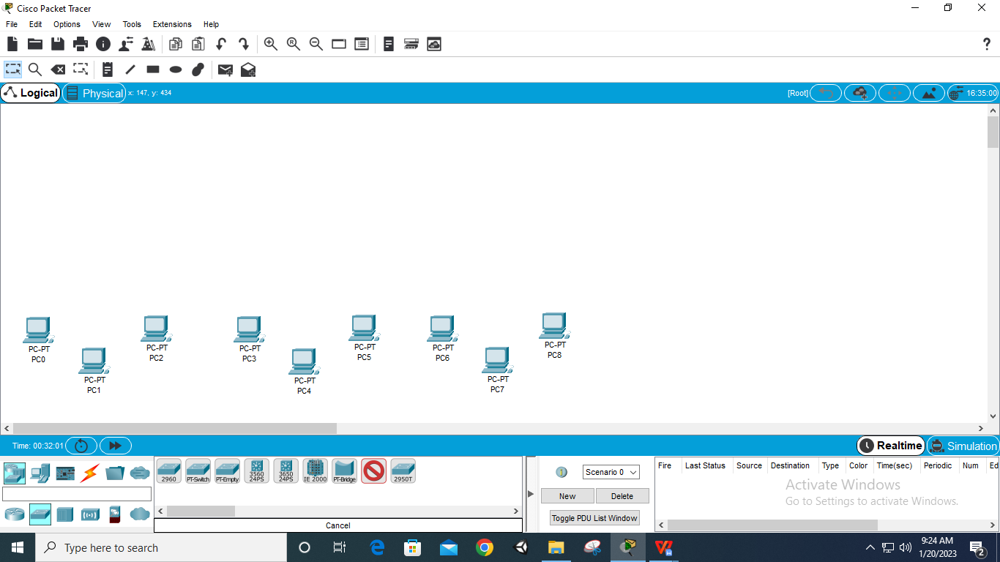 Cisco Packet Tracer
File Edit Options View Tools Extensions Help
R
?
Logical Physical x: 147, y: 434 [Root] 16:35:00
PC-PT
PC0
PC-PT
PC1
PC-PT
PC2
PC-PT
PC3
PC-PT
PC4
PC-PT
PC5
PC-PT
PC6
PC-PT
PC7
PC-PT
PC8
Time: 00:32:01 Realtime Simulation
2960 PT-Switch PT-Empty 3560 24PS 3650 24PS IE 2000 PT-Bridge 2950T
Cancel
Scenario 0
New Delete
Toggle PDU List Window
Fire Last Status Source Destination Type Color Time(sec) Periodic Num Ed
Activate Windows
Go to Settings to activate Windows.
Type here to search
9:24 AM
1/20/2023
2